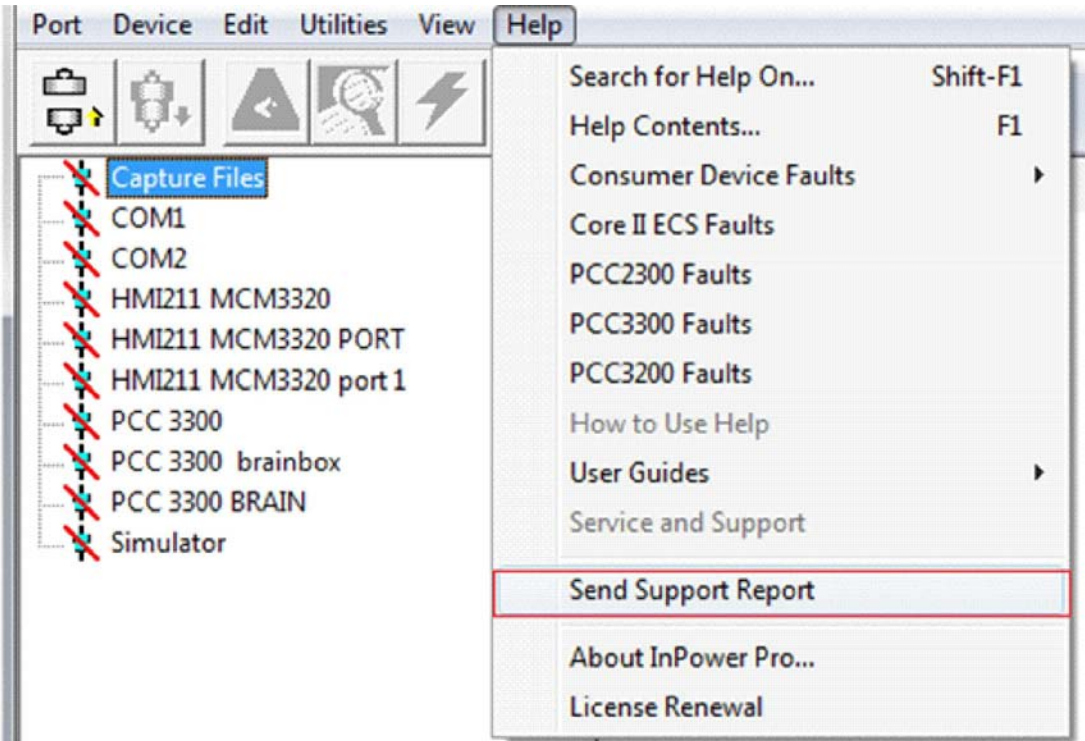 Port Device Edit Utilities View Help
Search for Help On... Shift-F1
Help Contents... F1
Consumer Device Faults
Core II ECS Faults
PCC2300 Faults
PCC3300 Faults
PCC3200 Faults
How to Use Help
User Guides
Service and Support
Send Support Report
About InPower Pro...
License Renewal
Capture Files
COM1
COM2
HMI211 MCM3320
HMI211 MCM3320 PORT
HMI211 MCM3320 port 1
PCC 3300
PCC 3300 brainbox
PCC 3300 BRAIN
Simulator